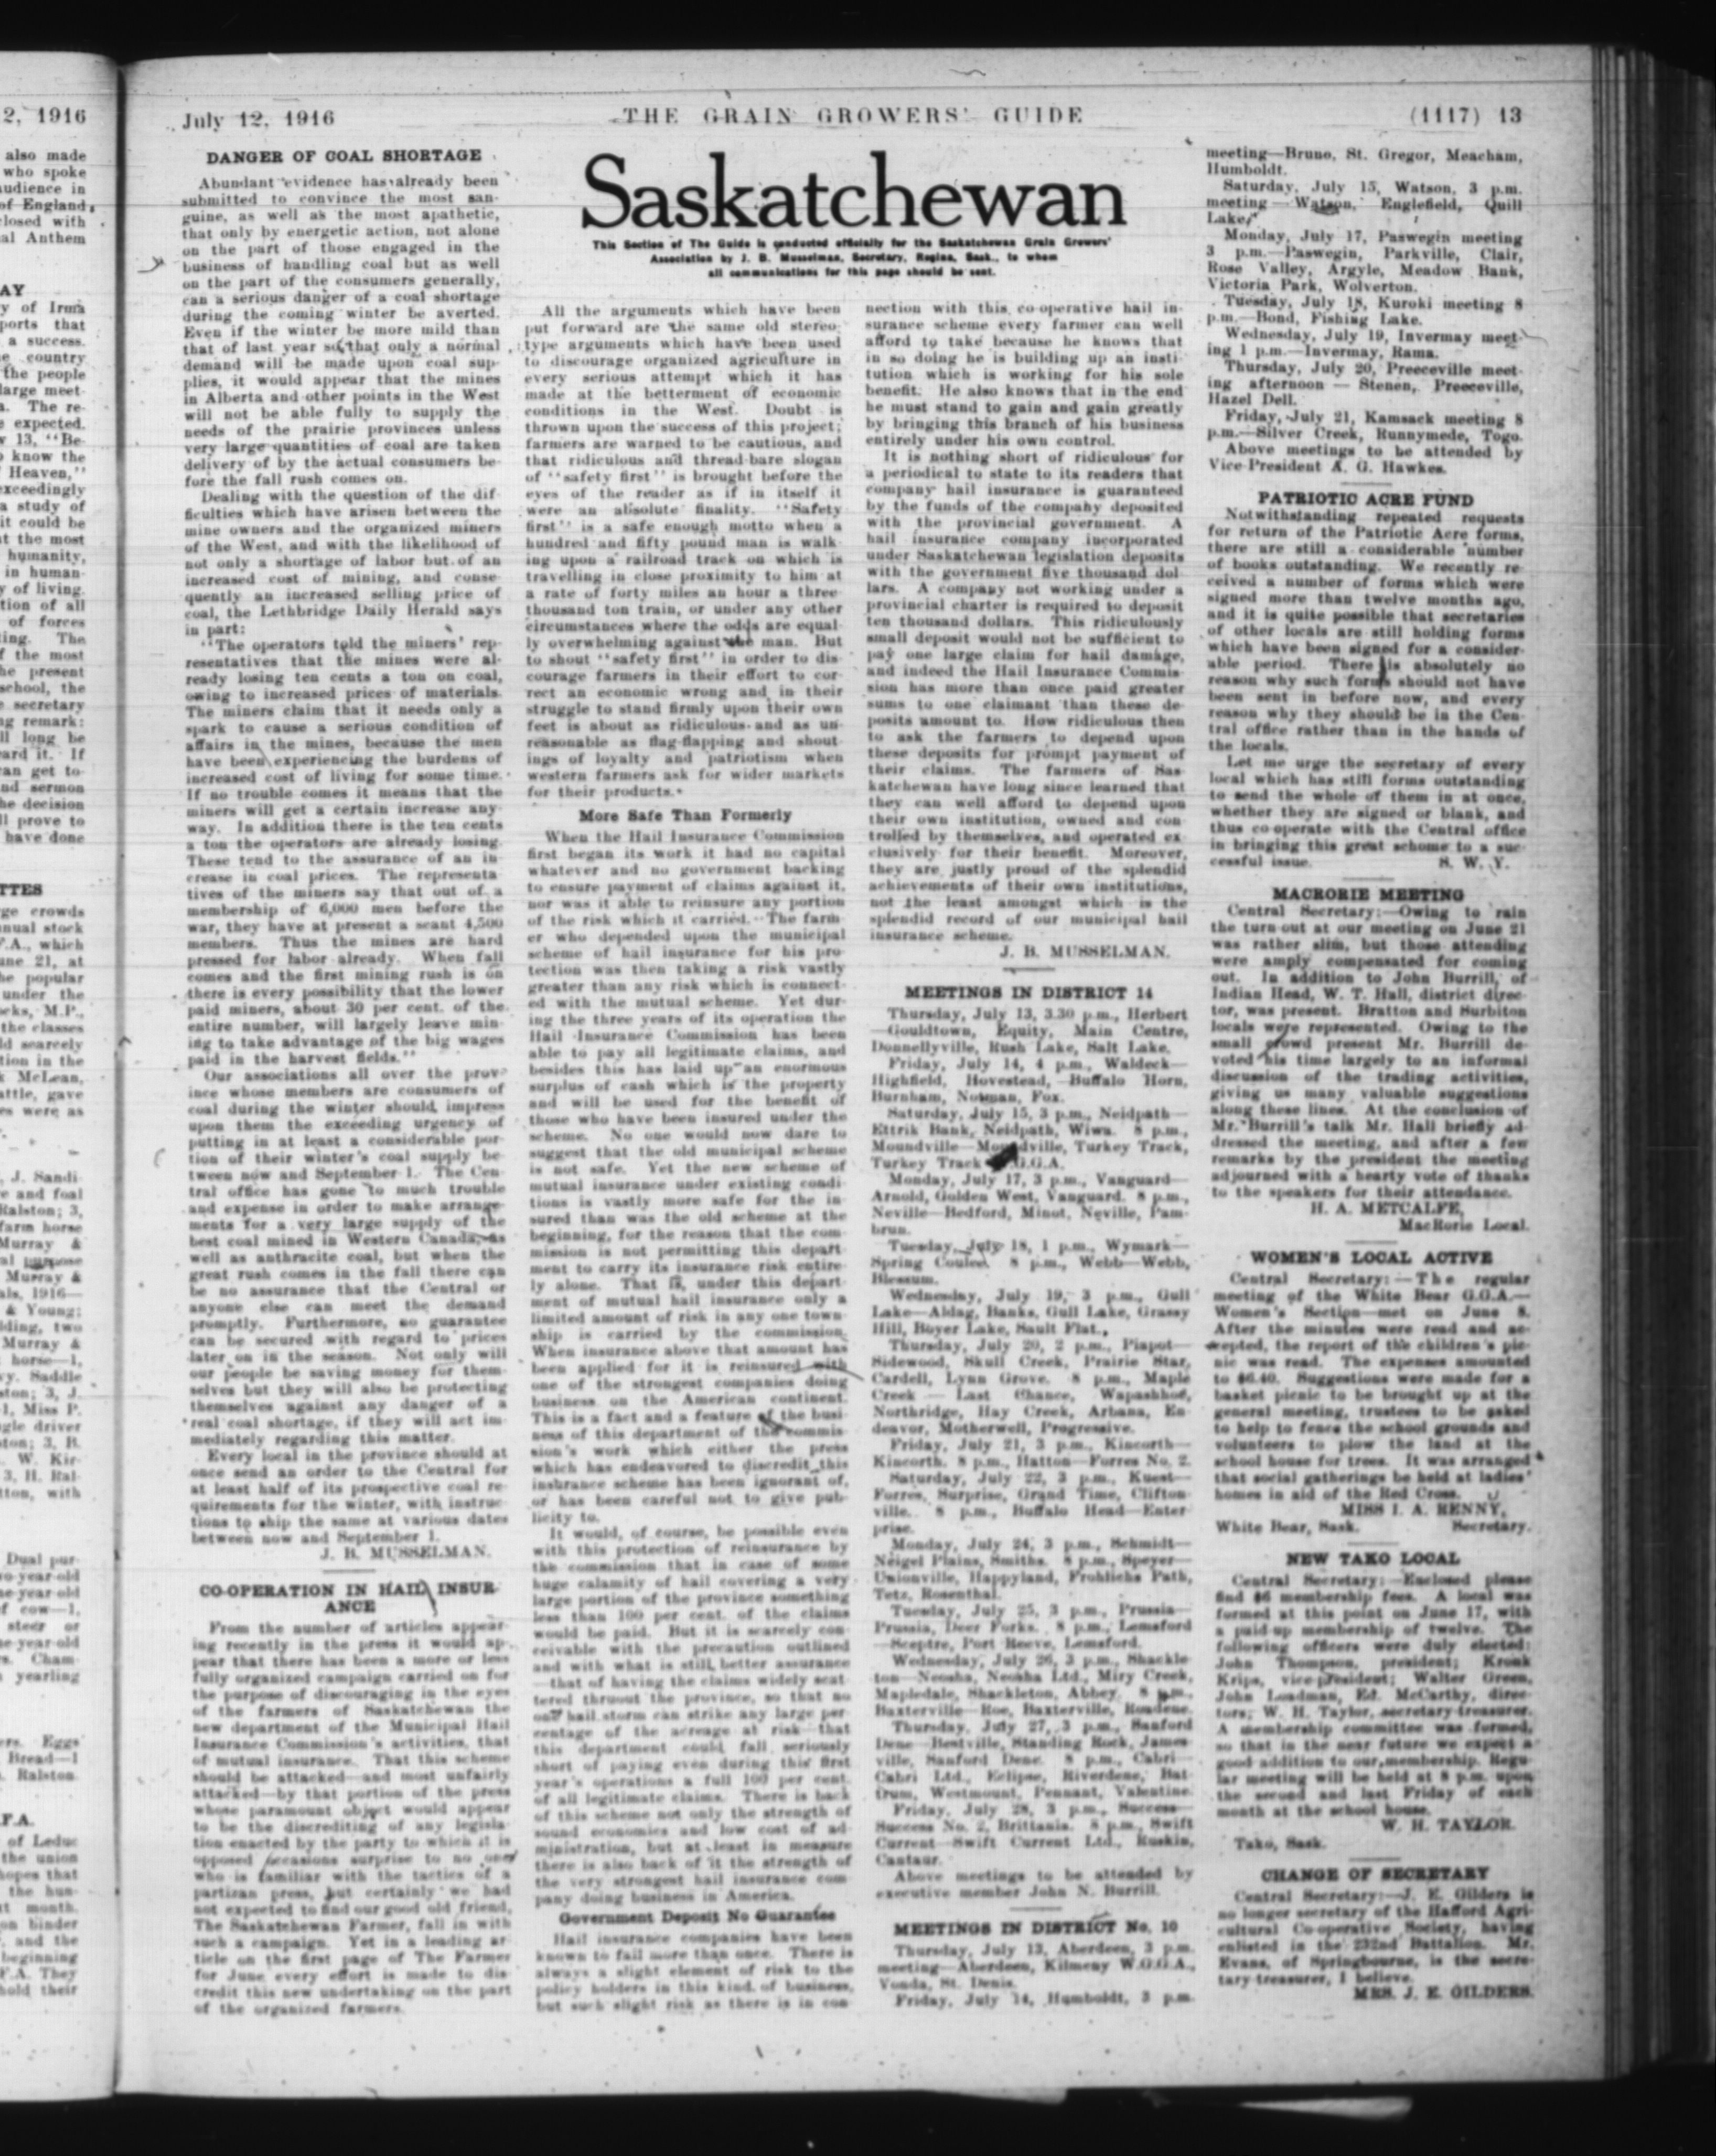 July 12, 1916
THE GRAIN GROWERS' GUIDE
(1117) 13
DANGER OF COAL SHORTAGE
Abundant evidence has already been
submitted to convince the most san-
guine, as well as the most apathetic,
that only by energetic action, not alone
on the part of those engaged in the
business of handling coal but as well
on the part of the consumers generally,
can a serious danger of a coal shortage
during the coming winter be averted.
Even if the winter be more mild than
that of last year so that only a normal
demand will be made upon coal sup-
plies, it would appear that the mines
in Alberta and other points in the West
will not be able fully to supply the
needs of the prairie provinces unless
very large quantities of coal are taken
delivery of by the actual consumers be-
fore the fall rush comes on.
Dealing with the question of the dif-
ficulties which have arisen between the
mine owners and the organized miners
of the West, and with the likelihood of
not only a shortage of labor but of an
increased cost of mining, and conse-
quently an increased selling price of
coal, the Lethbridge Daily Herald says
in part:
"The operators told the miners' rep-
resentatives that the mines were al-
ready losing ten cents a ton on coal,
owing to increased prices of materials.
The miners claim that it needs only a
spark to cause a serious condition of
affairs in the mines, because the men
have been experiencing the burdens of
increased cost of living for some time.
If no trouble comes it means that the
miners will get a certain increase any-
way. In addition there is the ten cents
a ton the operators are already losing.
These tend to the assurance of an in-
crease in coal prices. The representa-
tives of the miners say that out of a
membership of 6,000 men before the
war, they have at present a scant 4,500
members. Thus the mines are hard
pressed for labor already. When fall
comes and the first mining rush is on
there is every possibility that the lower
paid miners, about 30 per cent. of the
entire number, will largely leave min-
ing to take advantage of the big wages
paid in the harvest fields."
Our associations all over the prov-
ince whose members are consumers of
coal during the winter should impress
upon them the exceeding urgency of
putting in at least a considerable por-
tion of their winter's coal supply be-
tween now and September 1. The Cen-
tral office has gone to much trouble
and expense in order to make arrange-
ments for a very large supply of the
best coal mined in Western Canada, as
well as anthracite coal, but when the
great rush comes in the fall there can
be no assurance that the Central or
anyone else can meet the demand
promptly. Furthermore, no guarantee
can be secured with regard to prices
later on in the season. Not only will
our people be saving money for them-
selves but they will also be protecting
themselves against any danger of a
real coal shortage, if they will act im-
mediately regarding this matter.
Every local in the province should at
once send an order to the Central for
at least half of its prospective coal re-
quirements for the winter, with instruc-
tions to ship the same at various dates
between now and September 1.
J. B. MUSSELMAN.
CO-OPERATION IN HAIL INSUR-
ANCE
From the number of articles appear-
ing recently in the press it would ap-
pear that there has been a more or less
fully organized campaign carried on for
the purpose of discouraging in the eyes
of the farmers of Saskatchewan the
new department of the Municipal Hail
Insurance Commission's activities, that
of mutual insurance. That this scheme
should be attacked—and most unfairly
attacked—by that portion of the press
whose paramount object would appear
to be the discrediting of any legisla-
tion enacted by the party to which it is
opposed occasions surprise to no one
who is familiar with the tactics of a
partizan press, but certainly we had
not expected to find our good old friend,
The Saskatchewan Farmer, fall in with
such a campaign. Yet in a leading ar-
ticle on the first page of The Farmer
for June every effort is made to dis-
credit this new undertaking on the part
of the organized farmers.
Saskatchewan
This Section of The Guide is conducted officially for the Saskatchewan Grain Growers'
Association by J. B. Musselman, Secretary, Regina, Sask., to whom
all communications for this page should be sent.
All the arguments which have been
put forward are the same old stereo-
type arguments which have been used
to discourage organized agriculture in
every serious attempt which it has
made at the betterment of economic
conditions in the West. Doubt is
thrown upon the success of this project;
farmers are warned to be cautious, and
that ridiculous and thread-bare slogan
of "safety first" is brought before the
eyes of the reader as if in itself it
were an absolute finality. "Safety
first" is a safe enough motto when a
hundred and fifty pound man is walk-
ing upon a railroad track on which is
travelling in close proximity to him at
a rate of forty miles an hour a three
thousand ton train, or under any other
circumstances where the odds are equal-
ly overwhelming against the man. But
to shout "safety first" in order to dis-
courage farmers in their effort to cor-
rect an economic wrong and in their
struggle to stand firmly upon their own
feet is about as ridiculous and as un-
reasonable as flag-flapping and shout-
ings of loyalty and patriotism when
western farmers ask for wider markets
for their products.
More Safe Than Formerly
When the Hail Insurance Commission
first began its work it had no capital
whatever and no government backing
to ensure payment of claims against it,
nor was it able to reinsure any portion
of the risk which it carried. The farm-
er who depended upon the municipal
scheme of hail insurance for his pro-
tection was then taking a risk vastly
greater than any risk which is connect-
ed with the mutual scheme. Yet dur-
ing the three years of its operation the
Hail Insurance Commission has been
able to pay all legitimate claims, and
besides this has laid up an enormous
surplus of cash which is the property
and will be used for the benefit of
those who have been insured under the
scheme. No one would now dare to
suggest that the old municipal scheme
is not safe. Yet the new scheme of
mutual insurance under existing condi-
tions is vastly more safe for the in-
sured than was the old scheme at the
beginning, for the reason that the com-
mission is not permitting this depart-
ment to carry its insurance risk entire-
ly alone. That is, under this depart-
ment of mutual hail insurance only a
limited amount of risk in any one town-
ship is carried by the commission.
When insurance above that amount has
been applied for it is reinsured with
one of the strongest companies doing
business on the American continent.
This is a fact and a feature of the busi-
ness of this department of the commis-
sion's work which either the press
which has endeavored to discredit this
insurance scheme has been ignorant of,
or has been careful not to give pub-
licity to.
It would, of course, be possible even
with this protection of reinsurance by
the commission that in case of some
huge calamity of hail covering a very
large portion of the province something
less than 100 per cent. of the claims
would be paid. But it is scarcely con-
ceivable with the precaution outlined
and with what is still better assurance
—that of having the claims widely scat-
tered thruout the province, so that no
one hail storm can strike any large per-
centage of the acreage at risk—that
this department could fall seriously
short of paying even during this first
year's operations a full 100 per cent.
of all legitimate claims. There is back
of this scheme not only the strength of
sound economics and low cost of ad-
ministration, but at least in measure
there is also back of it the strength of
the very strongest hail insurance com-
pany doing business in America.
Government Deposit No Guarantee
Hail insurance companies have been
known to fail more than once. There is
always a slight element of risk to the
policy holders in this kind of business,
but such slight risk as there is in con-
nection with this co-operative hail in-
surance scheme every farmer can well
afford to take because he knows that
in so doing he is building up an insti-
tution which is working for his sole
benefit. He also knows that in the end
he must stand to gain and gain greatly
by bringing this branch of his business
entirely under his own control.
It is nothing short of ridiculous for
a periodical to state to its readers that
company hail insurance is guaranteed
by the funds of the company deposited
with the provincial government. A
hail insurance company incorporated
under Saskatchewan legislation deposits
with the government five thousand dol-
lars. A company not working under a
provincial charter is required to deposit
ten thousand dollars. This ridiculously
small deposit would not be sufficient to
pay one large claim for hail damage,
and indeed the Hail Insurance Commis-
sion has more than once paid greater
sums to one claimant than these de-
posits amount to. How ridiculous then
to ask the farmers to depend upon
these deposits for prompt payment of
their claims. The farmers of Sas-
katchewan have long since learned that
they can well afford to depend upon
their own institution, owned and con-
trolled by themselves, and operated ex-
clusively for their benefit. Moreover,
they are justly proud of the splendid
achievements of their own institutions,
not the least amongst which is the
splendid record of our municipal hail
insurance scheme.
J. B. MUSSELMAN.
MEETINGS IN DISTRICT 14
Thursday, July 13, 3.30 p.m., Herbert
—Gouldtown, Equity, Main Centre,
Donnellyville, Rush Lake, Salt Lake.
Friday, July 14, 4 p.m., Waldeck—
Highfield, Hovestead, Buffalo Horn,
Burnham, Notman, Fox.
Saturday, July 15, 3 p.m., Neidpath—
Ettrik Bank, Neidpath, Wiwa. 8 p.m.,
Moundville—Moundville, Turkey Track,
Turkey Track W.G.G.A.
Monday, July 17, 3 p.m., Vanguard—
Arnold, Golden West, Vanguard. 8 p.m.,
Neville—Bedford, Minot, Neville, Pam-
brun.
Tuesday, July 18, 1 p.m., Wymark—
Spring Coulee. 8 p.m., Webb—Webb,
Blessum.
Wednesday, July 19, 3 p.m., Gull
Lake—Aldag, Banks, Gull Lake, Grassy
Hill, Boyer Lake, Sault Flat.
Thursday, July 20, 2 p.m., Piapot—
Sidewood, Skull Creek, Prairie Star,
Cardell, Lynn Grove. 8 p.m., Maple
Creek — Last Chance, Wapashhoe,
Northridge, Hay Creek, Arbana, En-
deavor, Motherwell, Progressive.
Friday, July 21, 3 p.m., Kincorth—
Kincorth. 8 p.m., Hatton—Forres No. 2.
Saturday, July 22, 3 p.m., Kuest—
Forres, Surprise, Grand Time, Clifton-
ville. 8 p.m., Buffalo Head—Enter-
prise.
Monday, July 24, 3 p.m., Schmidt—
Neigel Plains, Smiths. 8 p.m., Speyer—
Unionville, Happyland, Frohlichs Path,
Tetz, Rosenthal.
Tuesday, July 25, 3 p.m., Prussia—
Prussia, Deer Forks. 8 p.m., Lemsford
—Sceptre, Port Reeve, Lemsford.
Wednesday, July 26, 3 p.m., Shackle-
ton—Neosha, Neosha Ltd., Miry Creek,
Mapledale, Shackleton, Abbey. 8 p.m.,
Baxterville—Roe, Baxterville, Rosdene.
Thursday, July 27, 3 p.m., Sanford
Dene—Bestville, Standing Rock, James-
ville, Sanford Dene. 8 p.m., Cabri—
Cabri Ltd., Eclipse, Riverdene, Bat-
trum, Westmount, Pennant, Valentine.
Friday, July 28, 3 p.m., Success—
Success No. 2, Brittania. 8 p.m., Swift
Current—Swift Current Ltd., Ruskin,
Cantaur.
Above meetings to be attended by
executive member John N. Burrill.
MEETINGS IN DISTRICT No. 10
Thursday, July 13, Aberdeen, 3 p.m.
meeting—Aberdeen, Kilmeny W.G.G.A.,
Vonda, St. Denis.
Friday, July 14, Humboldt, 3 p.m.
meeting—Bruno, St. Gregor, Meacham,
Humboldt.
Saturday, July 15, Watson, 3 p.m.
meeting — Watson, Englefield, Quill
Lake.
Monday, July 17, Paswegin meeting
3 p.m.—Paswegin, Parkville, Clair,
Rose Valley, Argyle, Meadow Bank,
Victoria Park, Wolverton.
Tuesday, July 18, Kuroki meeting 8
p.m.—Bond, Fishing Lake.
Wednesday, July 19, Invermay meet-
ing 1 p.m.—Invermay, Rama.
Thursday, July 20, Preeceville meet-
ing afternoon — Stenen, Preeceville,
Hazel Dell.
Friday, July 21, Kamsack meeting 8
p.m.—Silver Creek, Runnymede, Togo.
Above meetings to be attended by
Vice-President A. G. Hawkes.
PATRIOTIC ACRE FUND
Notwithstanding repeated requests
for return of the Patriotic Acre forms,
there are still a considerable number
of books outstanding. We recently re-
ceived a number of forms which were
signed more than twelve months ago,
and it is quite possible that secretaries
of other locals are still holding forms
which have been signed for a consider-
able period. There is absolutely no
reason why such forms should not have
been sent in before now, and every
reason why they should be in the Cen-
tral office rather than in the hands of
the locals.
Let me urge the secretary of every
local which has still forms outstanding
to send the whole of them in at once,
whether they are signed or blank, and
thus co-operate with the Central office
in bringing this great scheme to a suc-
cessful issue. S. W. Y.
MACRORIE MEETING
Central Secretary:—Owing to rain
the turn-out at our meeting on June 21
was rather slim, but those attending
were amply compensated for coming
out. In addition to John Burrill, of
Indian Head, W. T. Hall, district direc-
tor, was present. Bratton and Surbiton
locals were represented. Owing to the
small crowd present Mr. Burrill de-
voted his time largely to an informal
discussion of the trading activities,
giving us many valuable suggestions
along these lines. At the conclusion of
Mr. Burrill's talk Mr. Hall briefly ad-
dressed the meeting, and after a few
remarks by the president the meeting
adjourned with a hearty vote of thanks
to the speakers for their attendance.
H. A. METCALFE,
MacRorie Local.
WOMEN'S LOCAL ACTIVE
Central Secretary:—The regular
meeting of the White Bear G.G.A.—
Women's Section—met on June 8.
After the minutes were read and ac-
cepted, the report of the children's pic-
nic was read. The expenses amounted
to $6.40. Suggestions were made for a
basket picnic to be brought up at the
general meeting, trustees to be asked
to help to fence the school grounds and
volunteers to plow the land at the
school house for trees. It was arranged
that social gatherings be held at ladies'
homes in aid of the Red Cross.
MISS I. A. RENNY,
White Bear, Sask. Secretary.
NEW TAKO LOCAL
Central Secretary:—Enclosed please
find $6 membership fees. A local was
formed at this point on June 17, with
a paid-up membership of twelve. The
following officers were duly elected:
John Thompson, president; Kronk
Krips, vice-president; Walter Green,
John Loadman, Ed. McCarthy, direc-
tors; W. H. Taylor, secretary-treasurer.
A membership committee was formed,
so that in the near future we expect a
good addition to our membership. Regu-
lar meeting will be held at 8 p.m. upon
the second and last Friday of each
month at the school house.
W. H. TAYLOR.
Tako, Sask.
CHANGE OF SECRETARY
Central Secretary:—J. E. Gilders is
no longer secretary of the Hafford Agri-
cultural Co-operative Society, having
enlisted in the 232nd Battalion. Mr.
Evans, of Springbourne, is the secre-
tary-treasurer, I believe.
MRS. J. E. GILDERS.